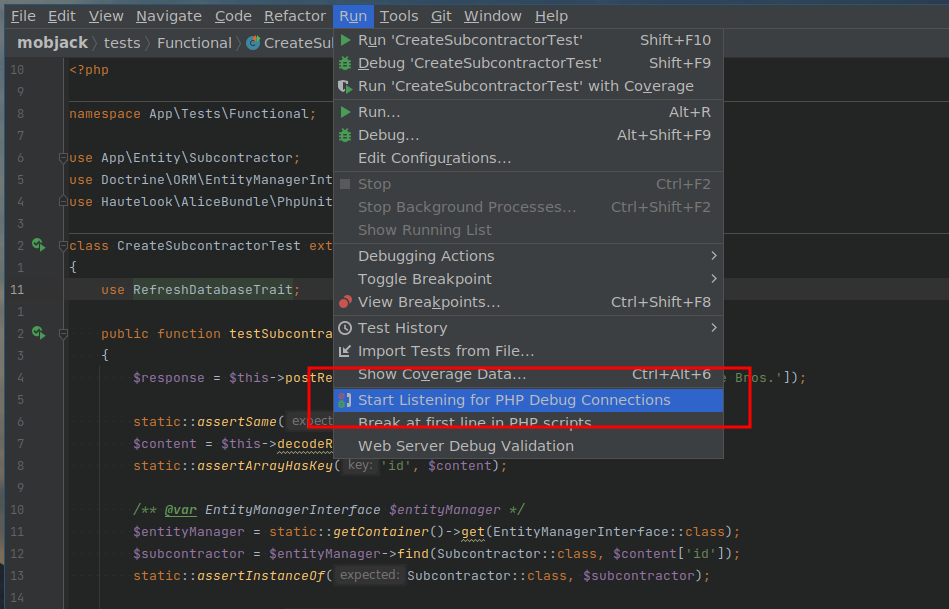 File Edit View Navigate Code Refactor Run Tools Git Window Help
mobjack tests Functional CreateSu
Run 'CreateSubcontractorTest' Shift+F10
Debug 'CreateSubcontractorTest' Shift+F9
Run 'CreateSubcontractorTest' with Coverage
Run... Alt+R
Debug... Alt+Shift+F9
Edit Configurations...
Stop Ctrl+F2
Stop Background Processes... Ctrl+Shift+F2
Show Running List
Debugging Actions
Toggle Breakpoint
View Breakpoints... Ctrl+Shift+F8
Test History
Import Tests from File...
Show Coverage Data... Ctrl+Alt+6
Start Listening for PHP Debug Connections
Break at first line in PHP scripts
Web Server Debug Validation
10 <?php
9
8 namespace App\Tests\Functional;
7
6 use App\Entity\Subcontractor;
5 use Doctrine\ORM\EntityManagerInt
4 use Hautelook\AliceBundle\PhpUnit
3
2 class CreateSubcontractorTest ext
1 {
11 use RefreshDatabaseTrait;
1
2 public function testSubcontra
3 {
4 $response = $this->postRe e Bros.']);
5
6 static::assertSame( expect
7 $content = $this->decodeR
8 static::assertArrayHasKey( key: 'id', $content);
9
10 /** @var EntityManagerInterface $entityManager */
11 $entityManager = static::getContainer()->get(EntityManagerInterface::class);
12 $subcontractor = $entityManager->find(Subcontractor::class, $content['id']);
13 static::assertInstanceOf( expected: Subcontractor::class, $subcontractor);
14